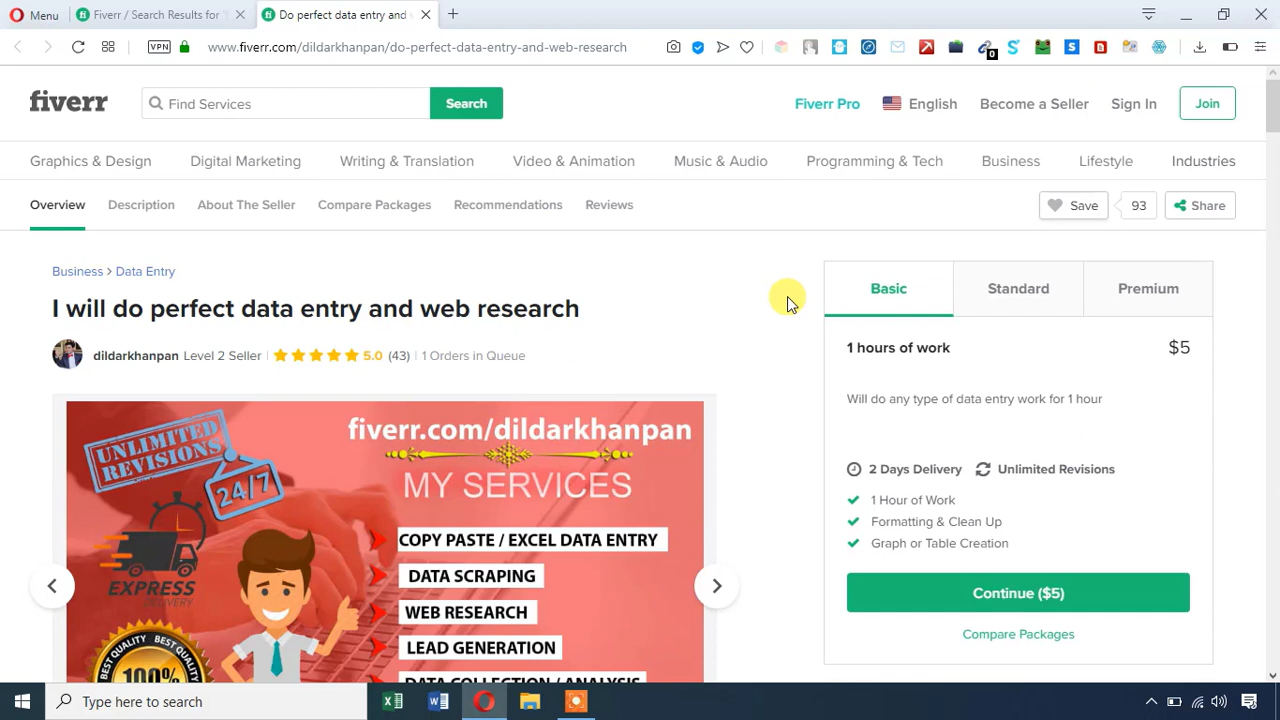 Menu
Fiverr / Search Results for 'T
Do perfect data entry and w
VPN
www.fiverr.com/dildarkhanpan/do-perfect-data-entry-and-web-research
0
fiverr
Find Services
Search
Fiverr Pro
English
Become a Seller
Sign In
Join
Graphics & Design
Digital Marketing
Writing & Translation
Video & Animation
Music & Audio
Programming & Tech
Business
Lifestyle
Industries
Overview
Description
About The Seller
Compare Packages
Recommendations
Reviews
Save
93
Share
Business > Data Entry
I will do perfect data entry and web research
dildarkhanpan Level 2 Seller
5.0 (43)
1 Orders in Queue
UNLIMITED
REVISIONS
24/7
EXPRESS
DELIVERY
BEST QUALITY BEST
100%
fiverr.com/dildarkhanpan
MY SERVICES
COPY PASTE / EXCEL DATA ENTRY
DATA SCRAPING
WEB RESEARCH
LEAD GENERATION
DATA COLLECTION / ANALYSIS
Basic
Standard
Premium
1 hours of work
$5
Will do any type of data entry work for 1 hour
2 Days Delivery
Unlimited Revisions
1 Hour of Work
Formatting & Clean Up
Graph or Table Creation
Continue ($5)
Compare Packages
Type here to search